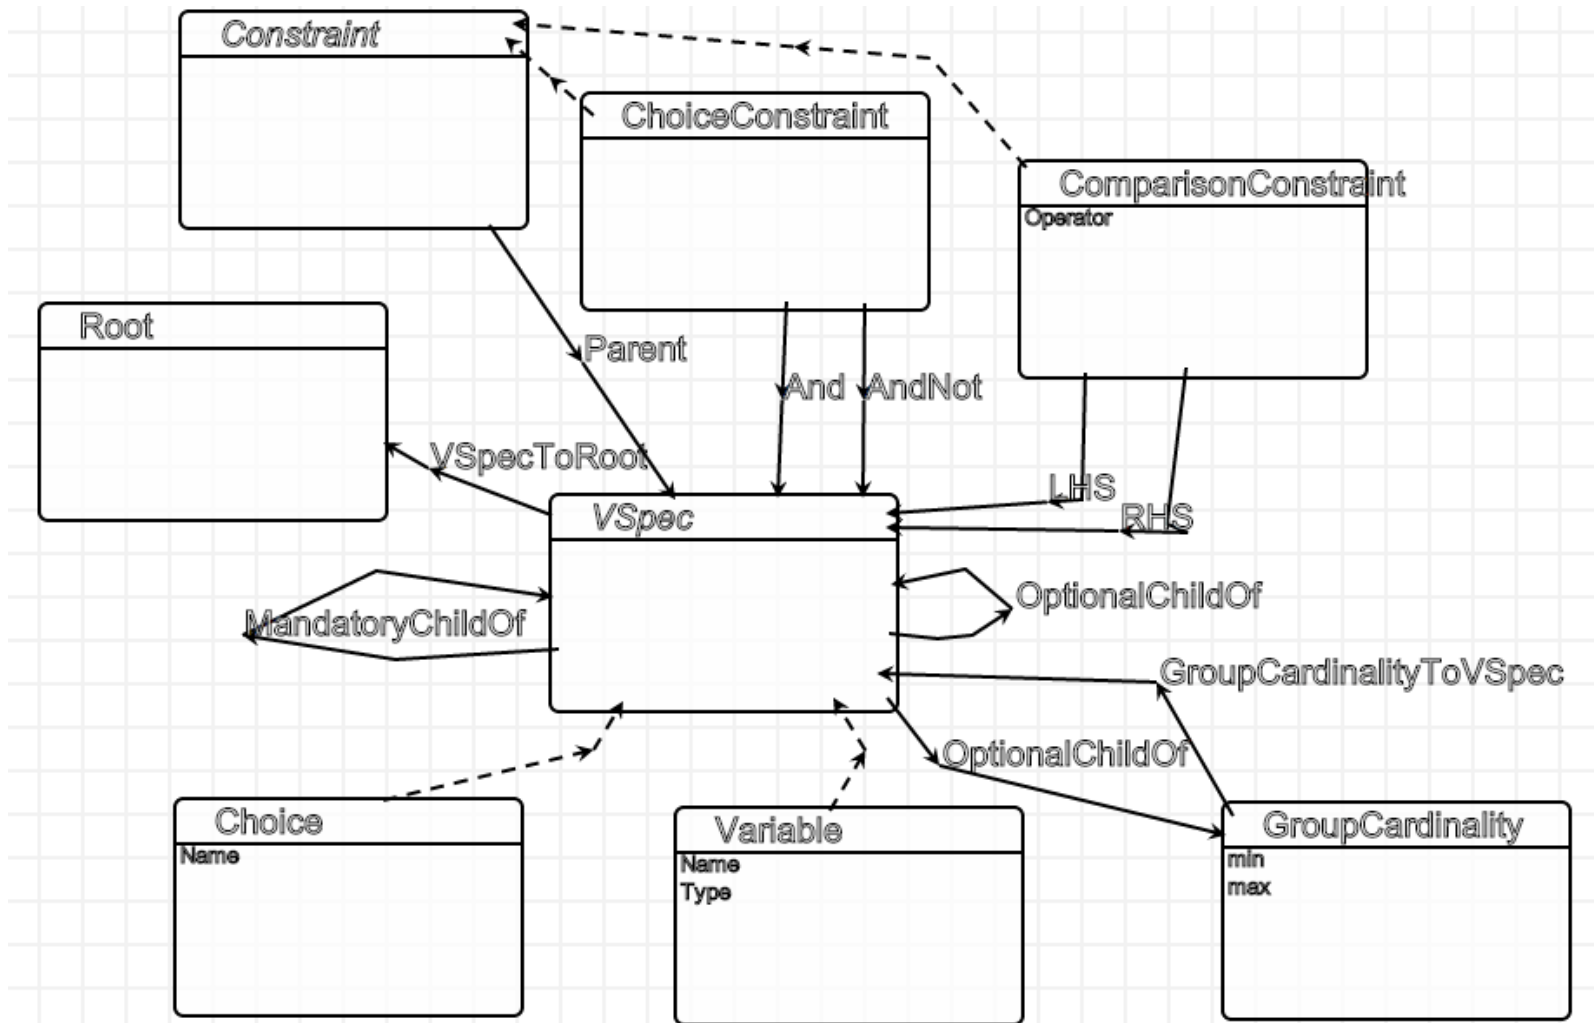 Constraint
ChoiceConstraint
ComparisonConstraint
Operator
Root
Parent
And
AndNot
VSpecToRoot
LHS
RHS
VSpec
OptionalChildOf
MandatoryChildOf
GroupCardinalityToVSpec
OptionalChildOf
Choice
Name
Variable
Name
Type
GroupCardinality
min
max